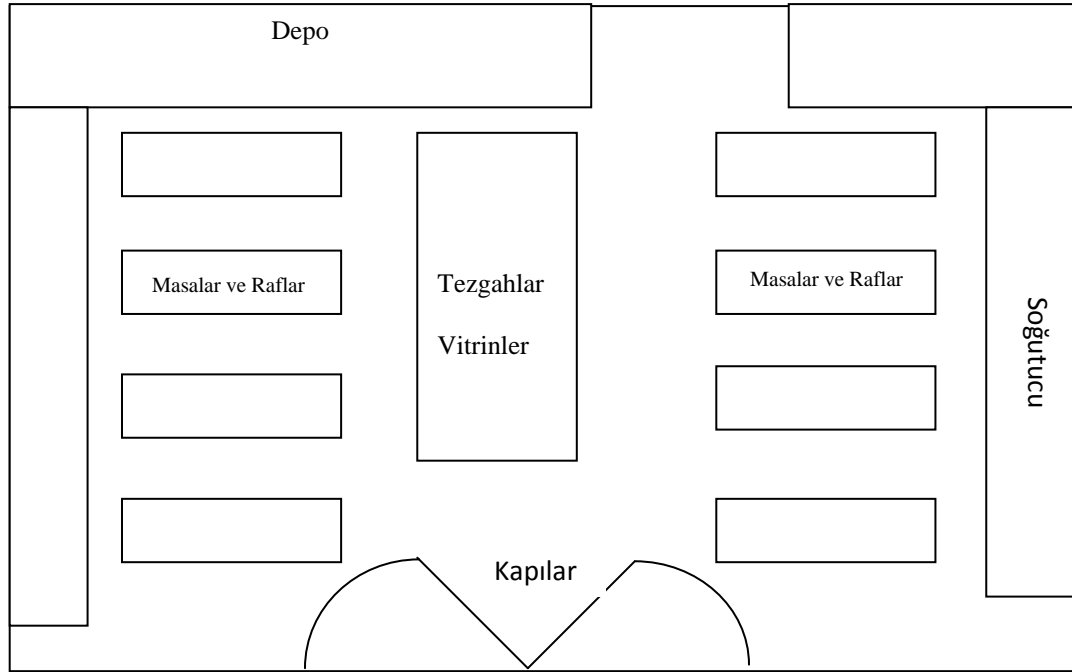 Depo
Masalar ve Raflar
Tezgahlar
Vitrinler
Masalar ve Raflar
Soğutucu
Kapılar